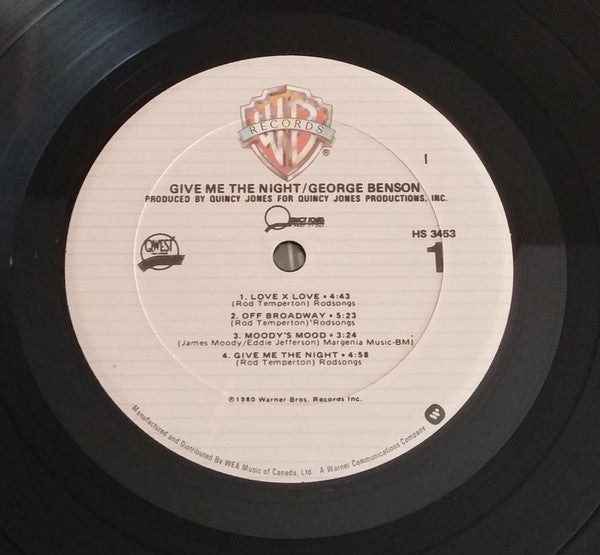 WB
RECORDS
®
I
GIVE ME THE NIGHT/GEORGE BENSON
PRODUCED BY QUINCY JONES FOR QUINCY JONES PRODUCTIONS, INC.
QUINCY JONES
QWEST
HS 3453
1
1. LOVE X LOVE • 4:43
(Rod Temperton) Rodsongs
2. OFF BROADWAY • 5:23
(Rod Temperton) Rodsongs
3. MOODY'S MOOD • 3:24
(James Moody/Eddie Jefferson) Margenia Music-BMI
4. GIVE ME THE NIGHT • 4:58
(Rod Temperton) Rodsongs
℗1980 Warner Bros. Records Inc.
Manufactured and Distributed By WEA Music of Canada, Ltd. A Warner Communications Company